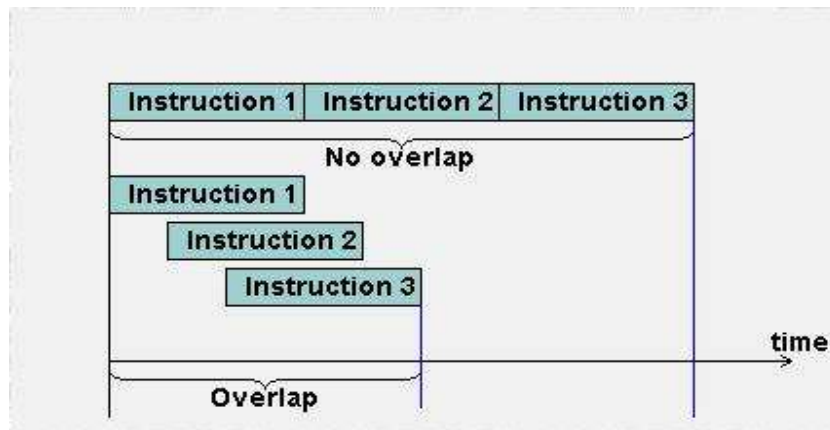 Instruction 1 Instruction 2 Instruction 3
No overlap
Instruction 1
Instruction 2
Instruction 3
time
Overlap